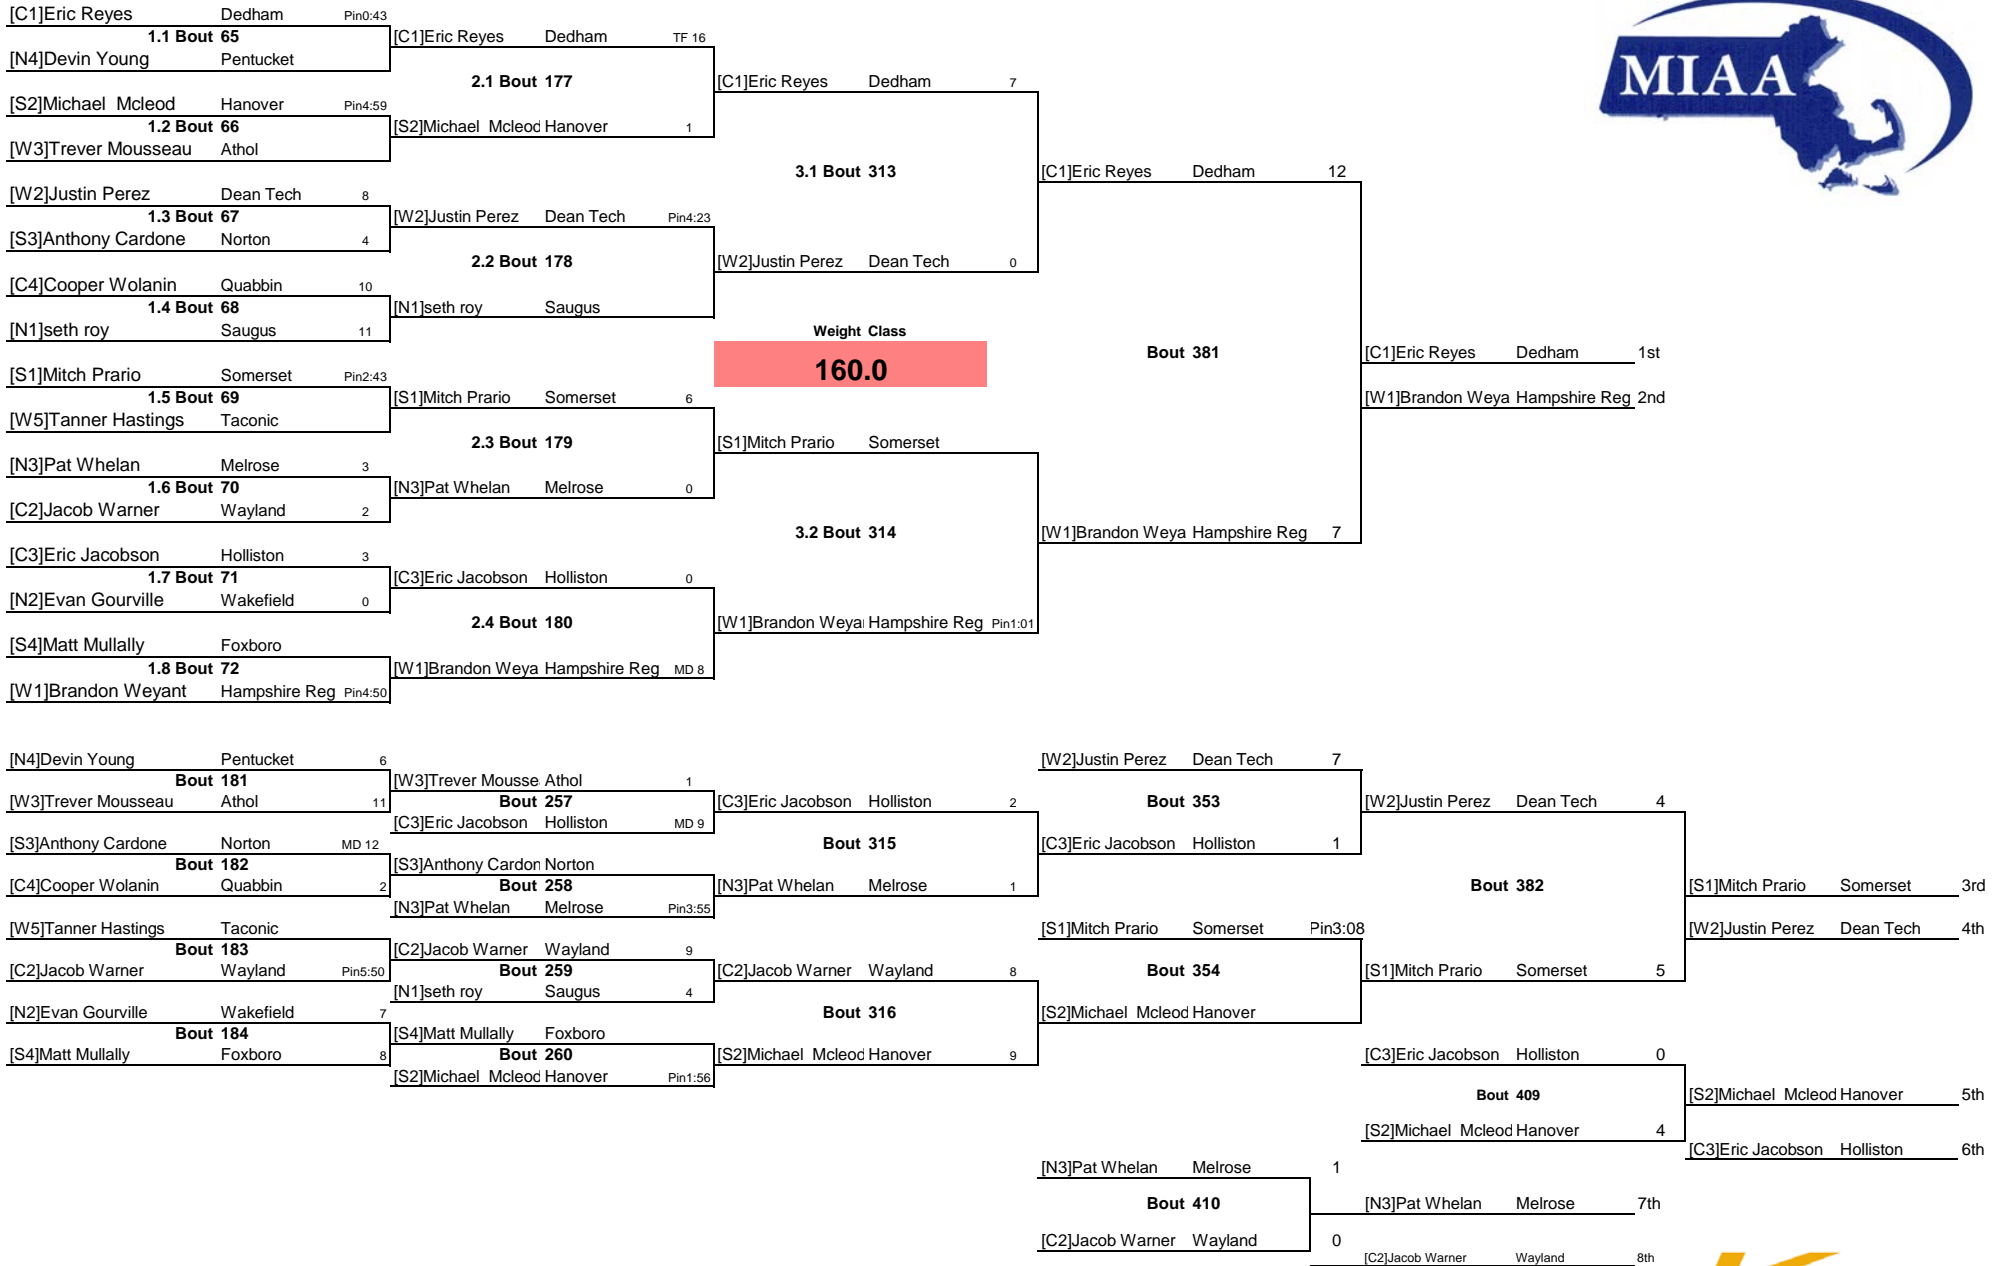 MIAA
[C1]Eric Reyes Dedham Pin0:43
1.1 Bout 65
[N4]Devin Young Pentucket
[C1]Eric Reyes Dedham TF 16
2.1 Bout 177
[S2]Michael Mcleod Hanover Pin4:59
1.2 Bout 66
[W3]Trever Mousseau Athol
[S2]Michael Mcleod Hanover 1
[C1]Eric Reyes Dedham 7
3.1 Bout 313
[W2]Justin Perez Dean Tech 8
1.3 Bout 67
[S3]Anthony Cardone Norton 4
[W2]Justin Perez Dean Tech Pin4:23
2.2 Bout 178
[C4]Cooper Wolanin Quabbin 10
1.4 Bout 68
[N1]seth roy Saugus 11
[N1]seth roy Saugus
[W2]Justin Perez Dean Tech 0
[C1]Eric Reyes Dedham 12
Weight Class
160.0
Bout 381
[C1]Eric Reyes Dedham 1st
[W1]Brandon Weya Hampshire Reg 2nd
[S1]Mitch Prario Somerset Pin2:43
1.5 Bout 69
[W5]Tanner Hastings Taconic
[S1]Mitch Prario Somerset 6
2.3 Bout 179
[N3]Pat Whelan Melrose 3
1.6 Bout 70
[C2]Jacob Warner Wayland 2
[N3]Pat Whelan Melrose 0
[S1]Mitch Prario Somerset
3.2 Bout 314
[W1]Brandon Weya Hampshire Reg 7
[C3]Eric Jacobson Holliston 3
1.7 Bout 71
[N2]Evan Gourville Wakefield 0
[C3]Eric Jacobson Holliston 0
2.4 Bout 180
[W1]Brandon Weya Hampshire Reg Pin1:01
[S4]Matt Mullally Foxboro
1.8 Bout 72
[W1]Brandon Weyant Hampshire Reg Pin4:50
[W1]Brandon Weya Hampshire Reg MD 8
[N4]Devin Young Pentucket 6
Bout 181
[W3]Trever Mousseau Athol 11
[W3]Trever Mousse Athol 1
Bout 257
[C3]Eric Jacobson Holliston MD 9
[C3]Eric Jacobson Holliston 2
Bout 315
[S3]Anthony Cardone Norton MD 12
Bout 182
[C4]Cooper Wolanin Quabbin 2
[S3]Anthony Cardon Norton
Bout 258
[N3]Pat Whelan Melrose Pin3:55
[N3]Pat Whelan Melrose 1
[W2]Justin Perez Dean Tech 7
Bout 353
[C3]Eric Jacobson Holliston 1
[W2]Justin Perez Dean Tech 4
Bout 382
[S1]Mitch Prario Somerset 3rd
[W2]Justin Perez Dean Tech 4th
[W5]Tanner Hastings Taconic
Bout 183
[C2]Jacob Warner Wayland Pin5:50
[C2]Jacob Warner Wayland 9
Bout 259
[N1]seth roy Saugus 4
[C2]Jacob Warner Wayland 8
Bout 316
[N2]Evan Gourville Wakefield 7
Bout 184
[S4]Matt Mullally Foxboro 8
[S4]Matt Mullally Foxboro
Bout 260
[S2]Michael Mcleod Hanover Pin1:56
[S2]Michael Mcleod Hanover 9
[S1]Mitch Prario Somerset Pin3:08
Bout 354
[S2]Michael Mcleod Hanover
[S1]Mitch Prario Somerset 5
[C3]Eric Jacobson Holliston 0
Bout 409
[S2]Michael Mcleod Hanover 4
[S2]Michael Mcleod Hanover 5th
[C3]Eric Jacobson Holliston 6th
[N3]Pat Whelan Melrose 1
Bout 410
[C2]Jacob Warner Wayland 0
[N3]Pat Whelan Melrose 7th
[C2]Jacob Warner Wayland 8th